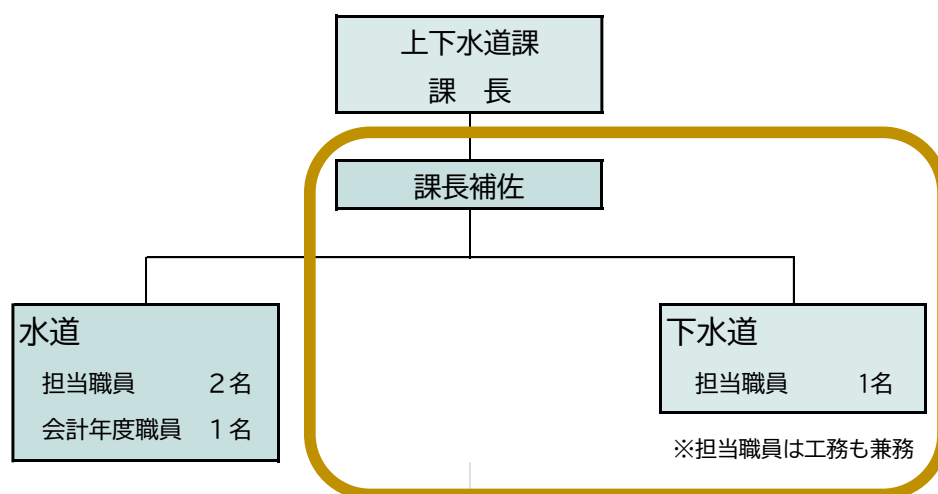 上下水道課
課　長
課長補佐
水道
担当職員　　　２名
会計年度職員　１名
下水道
担当職員　　　1名
※担当職員は工務も兼務